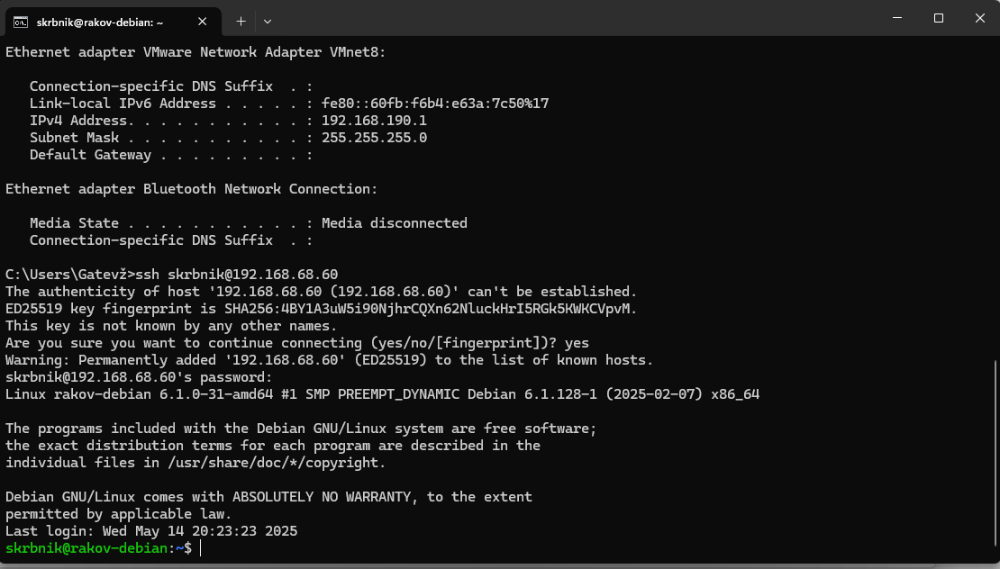 skrbnik@rakov-debian: ~
Ethernet adapter VMware Network Adapter VMnet8:
Connection-specific DNS Suffix  . :
Link-local IPv6 Address . . . . . : fe80::60fb:f6b4:e63a:7c50%17
IPv4 Address. . . . . . . . . . . : 192.168.190.1
Subnet Mask . . . . . . . . . . . : 255.255.255.0
Default Gateway . . . . . . . . . :
Ethernet adapter Bluetooth Network Connection:
Media State . . . . . . . . . . . : Media disconnected
Connection-specific DNS Suffix  . :
C:\Users\Gatevž>ssh skrbnik@192.168.68.60
The authenticity of host '192.168.68.60 (192.168.68.60)' can't be established.
ED25519 key fingerprint is SHA256:4BY1A3uW5i90NjhrCQXn62NluckHrI5RGk5KWKCVpvM.
This key is not known by any other names.
Are you sure you want to continue connecting (yes/no/[fingerprint])? yes
Warning: Permanently added '192.168.68.60' (ED25519) to the list of known hosts.
skrbnik@192.168.68.60's password:
Linux rakov-debian 6.1.0-31-amd64 #1 SMP PREEMPT_DYNAMIC Debian 6.1.128-1 (2025-02-07) x86_64
The programs included with the Debian GNU/Linux system are free software;
the exact distribution terms for each program are described in the
individual files in /usr/share/doc/*/copyright.
Debian GNU/Linux comes with ABSOLUTELY NO WARRANTY, to the extent
permitted by applicable law.
Last login: Wed May 14 20:23:23 2025
skrbnik@rakov-debian:~$